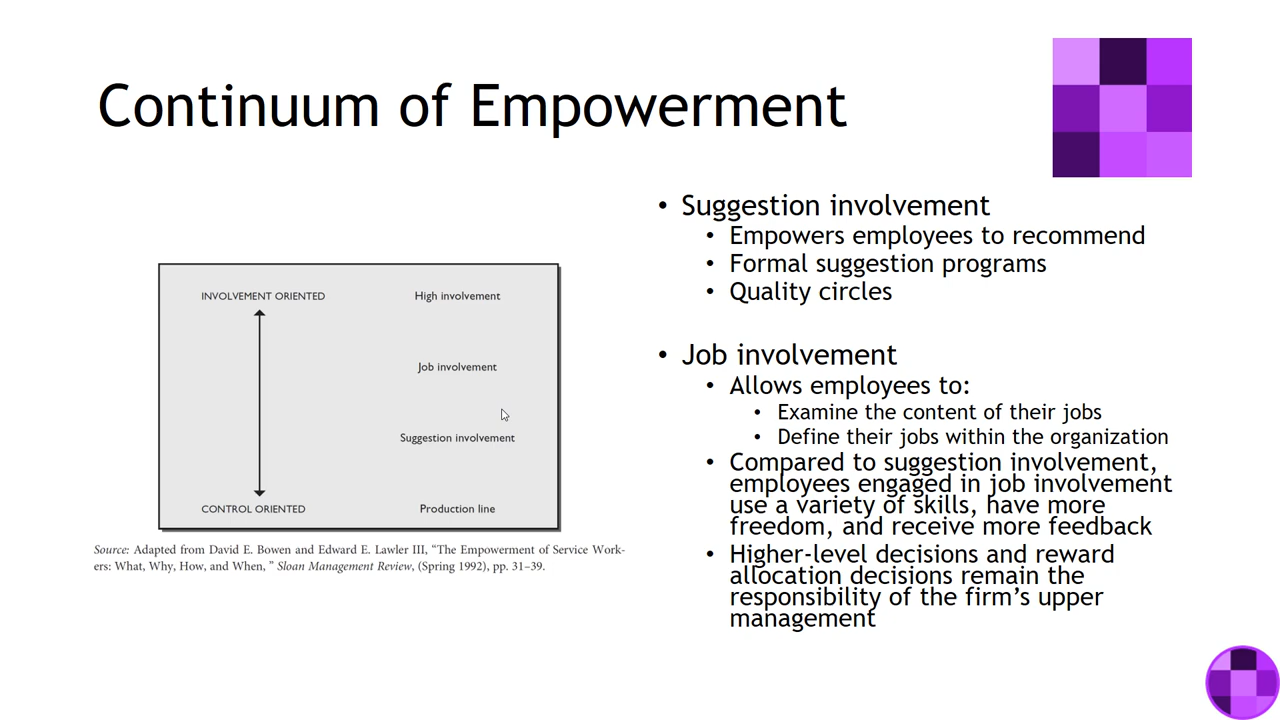 Continuum of Empowerment
INVOLVEMENT ORIENTED
High involvement
Job involvement
Suggestion involvement
CONTROL ORIENTED
Production line
Source: Adapted from David E. Bowen and Edward E. Lawler III, “The Empowerment of Service Work-
ers: What, Why, How, and When, ” Sloan Management Review, (Spring 1992), pp. 31–39.
• Suggestion involvement
• Empowers employees to recommend
• Formal suggestion programs
• Quality circles
• Job involvement
• Allows employees to:
• Examine the content of their jobs
• Define their jobs within the organization
• Compared to suggestion involvement,
employees engaged in job involvement
use a variety of skills, have more
freedom, and receive more feedback
• Higher-level decisions and reward
allocation decisions remain the
responsibility of the firm’s upper
management